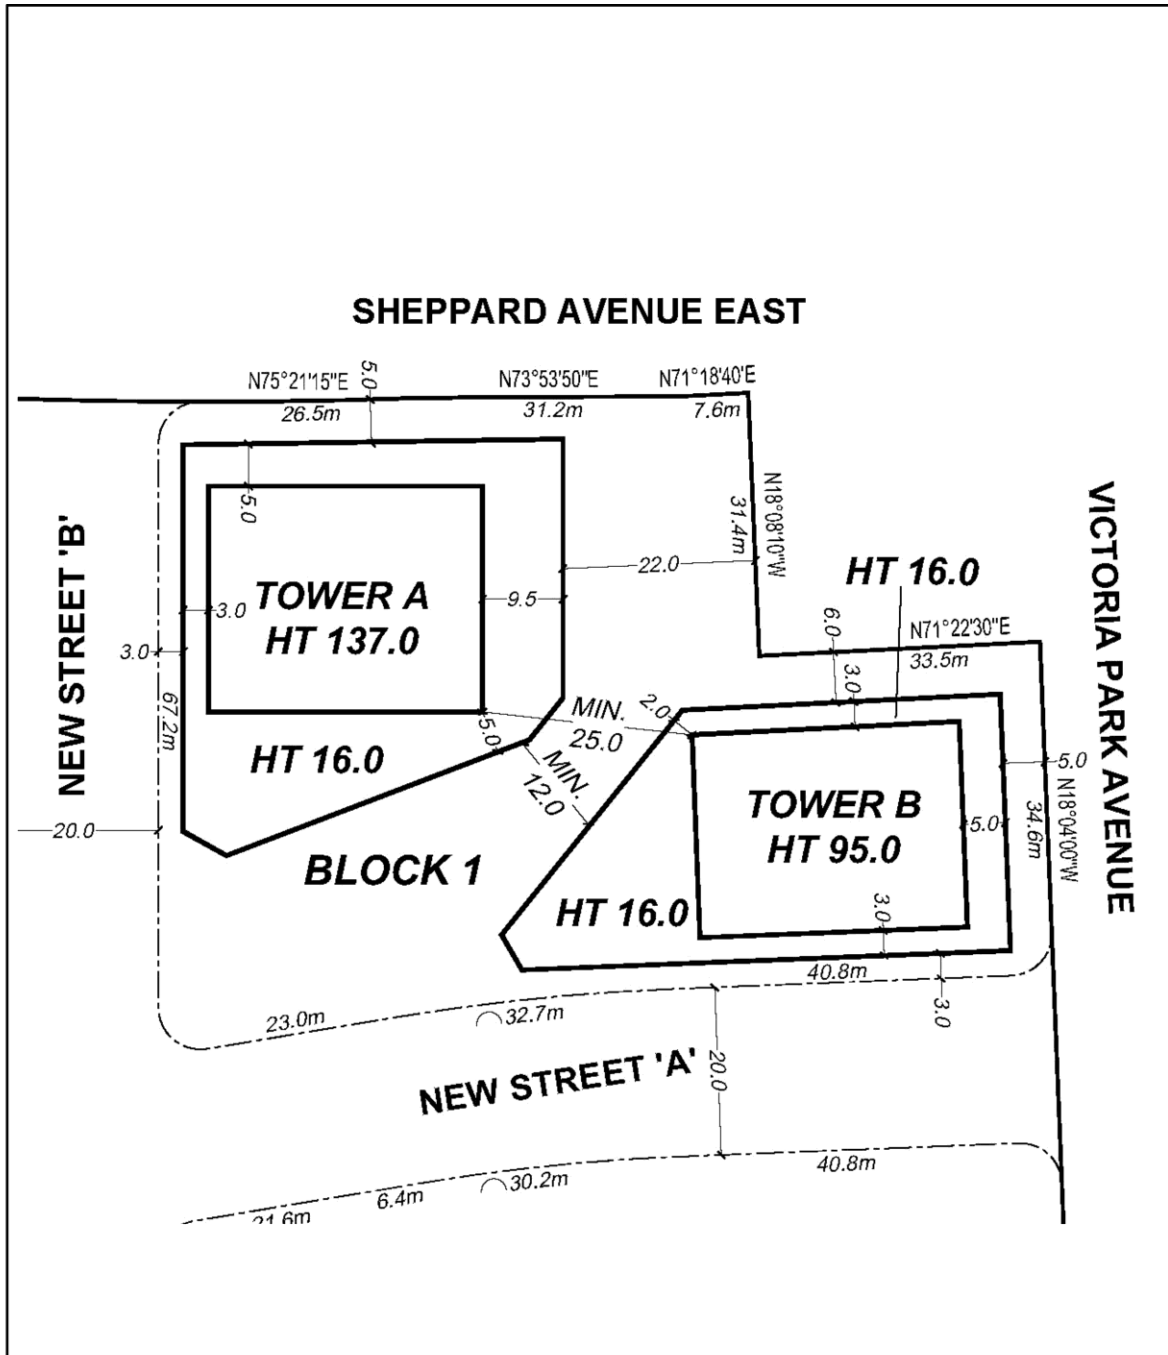 SHEPPARD AVENUE EAST
N75°21'15"E
5.0
N73°53'50"E
N71°18'40'E
26.5m
31.2m
7.6m
N18°08'10"W
31.4m
5.0
VICTORIA PARK AVENUE
NEW STREET 'B'
22.0
HT 16.0
TOWER A
HT 137.0
3.0
9.5
3.0
6.0
N71°22'30"E
33.5m
3.0
67.2m
2.0
MIN.
25.0
5.0
HT 16.0
MIN.
12.0
5.0
N18°04'00"W
34.6m
TOWER B
HT 95.0
5.0
20.0
BLOCK 1
HT 16.0
3.0
40.8m
3.0
23.0m
32.7m
NEW STREET 'A'
20.0
40.8m
30.2m
6.4m
21.6m